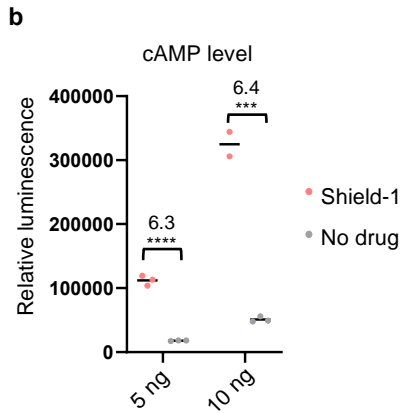 b
cAMP level
Relative luminescence
400000
300000
200000
100000
0
6.3
****
6.4
***
5 ng
10 ng
Shield-1
No drug